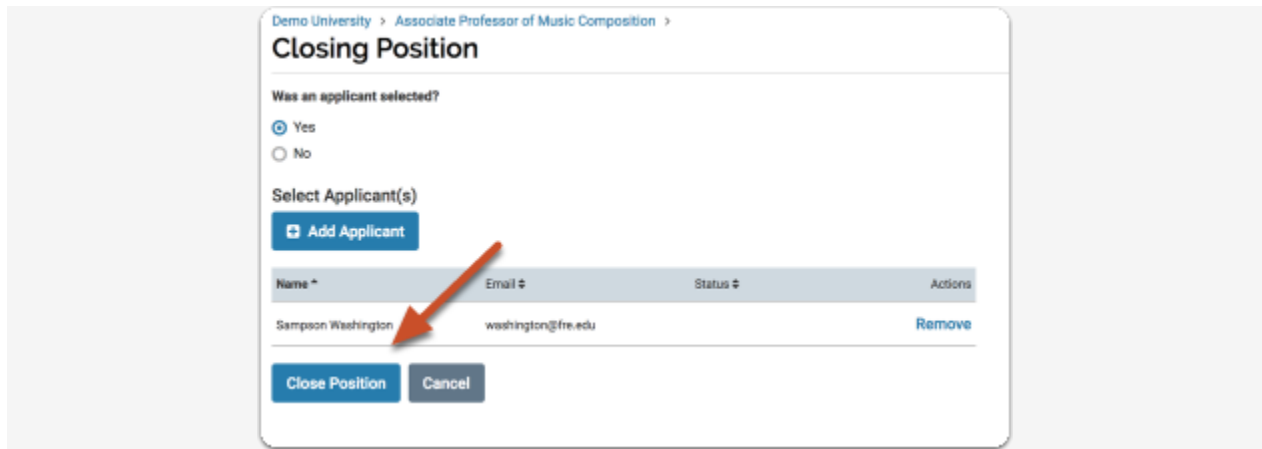 Demo University > Associate Professor of Music Composition >
Closing Position
Was an applicant selected?
Yes
No
Select Applicant(s)
Add Applicant
Name Email Status Actions
Sampson Washington washington@fre.edu Remove
Close Position Cancel